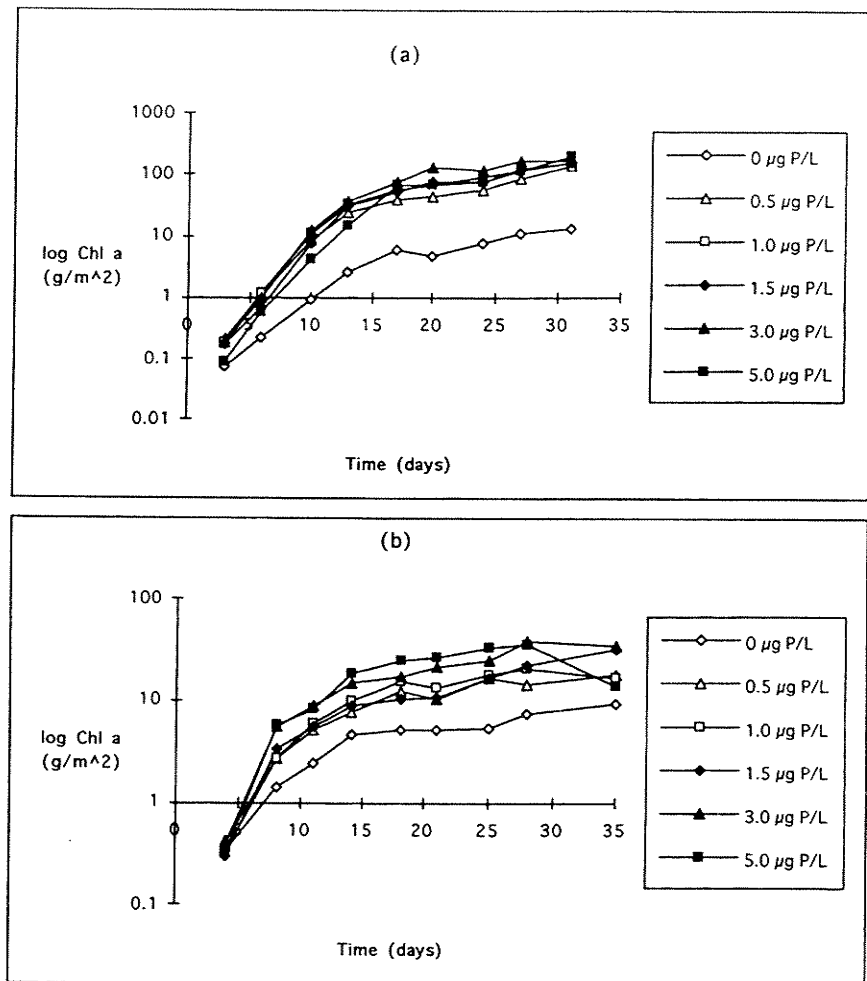 (a)
1000
100
10
1
0.1
0.01
log Chl a
(g/m^2)
0 5 10 15 20 25 30 35
Time (days)
0 µg P/L
0.5 µg P/L
1.0 µg P/L
1.5 µg P/L
3.0 µg P/L
5.0 µg P/L
(b)
100
10
1
0.1
log Chl a
(g/m^2)
0 5 10 15 20 25 30 35
Time (days)
0 µg P/L
0.5 µg P/L
1.0 µg P/L
1.5 µg P/L
3.0 µg P/L
5.0 µg P/L